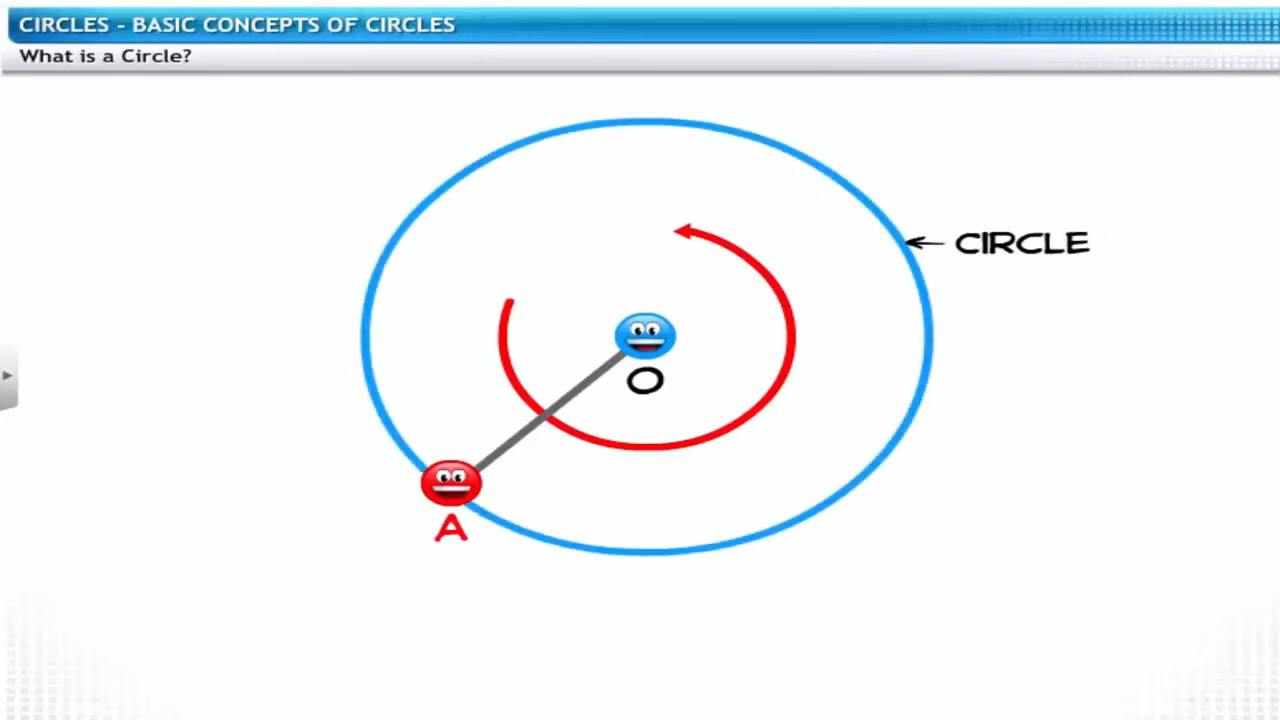 CIRCLES - BASIC CONCEPTS OF CIRCLES
What is a Circle?
CIRCLE
O
A